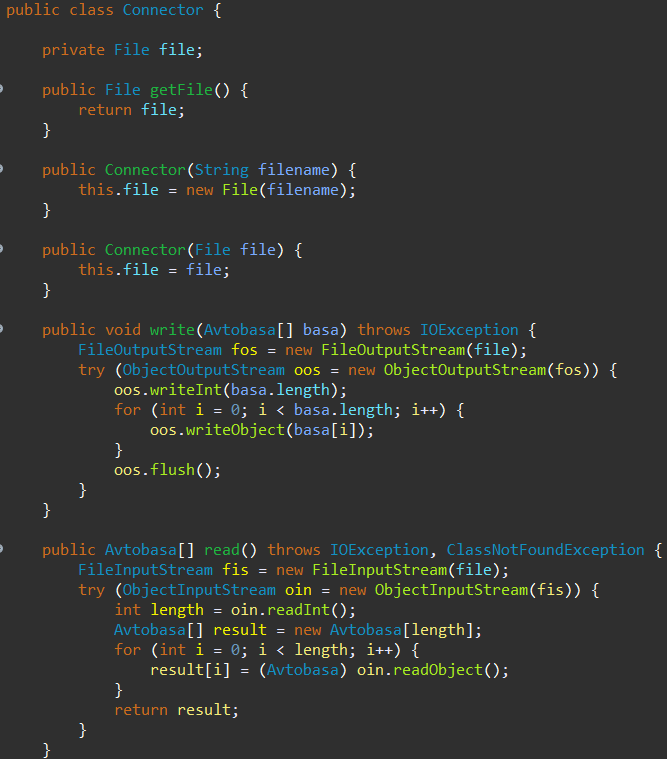 public class Connector {
private File file;
public File getFile() {
return file;
}
public Connector(String filename) {
this.file = new File(filename);
}
public Connector(File file) {
this.file = file;
}
public void write(Avtobasa[] basa) throws IOException {
FileOutputStream fos = new FileOutputStream(file);
try (ObjectOutputStream oos = new ObjectOutputStream(fos)) {
oos.writeInt(basa.length);
for (int i = 0; i < basa.length; i++) {
oos.writeObject(basa[i]);
}
oos.flush();
}
}
public Avtobasa[] read() throws IOException, ClassNotFoundException {
FileInputStream fis = new FileInputStream(file);
try (ObjectInputStream oin = new ObjectInputStream(fis)) {
int length = oin.readInt();
Avtobasa[] result = new Avtobasa[length];
for (int i = 0; i < length; i++) {
result[i] = (Avtobasa) oin.readObject();
}
return result;
}
}